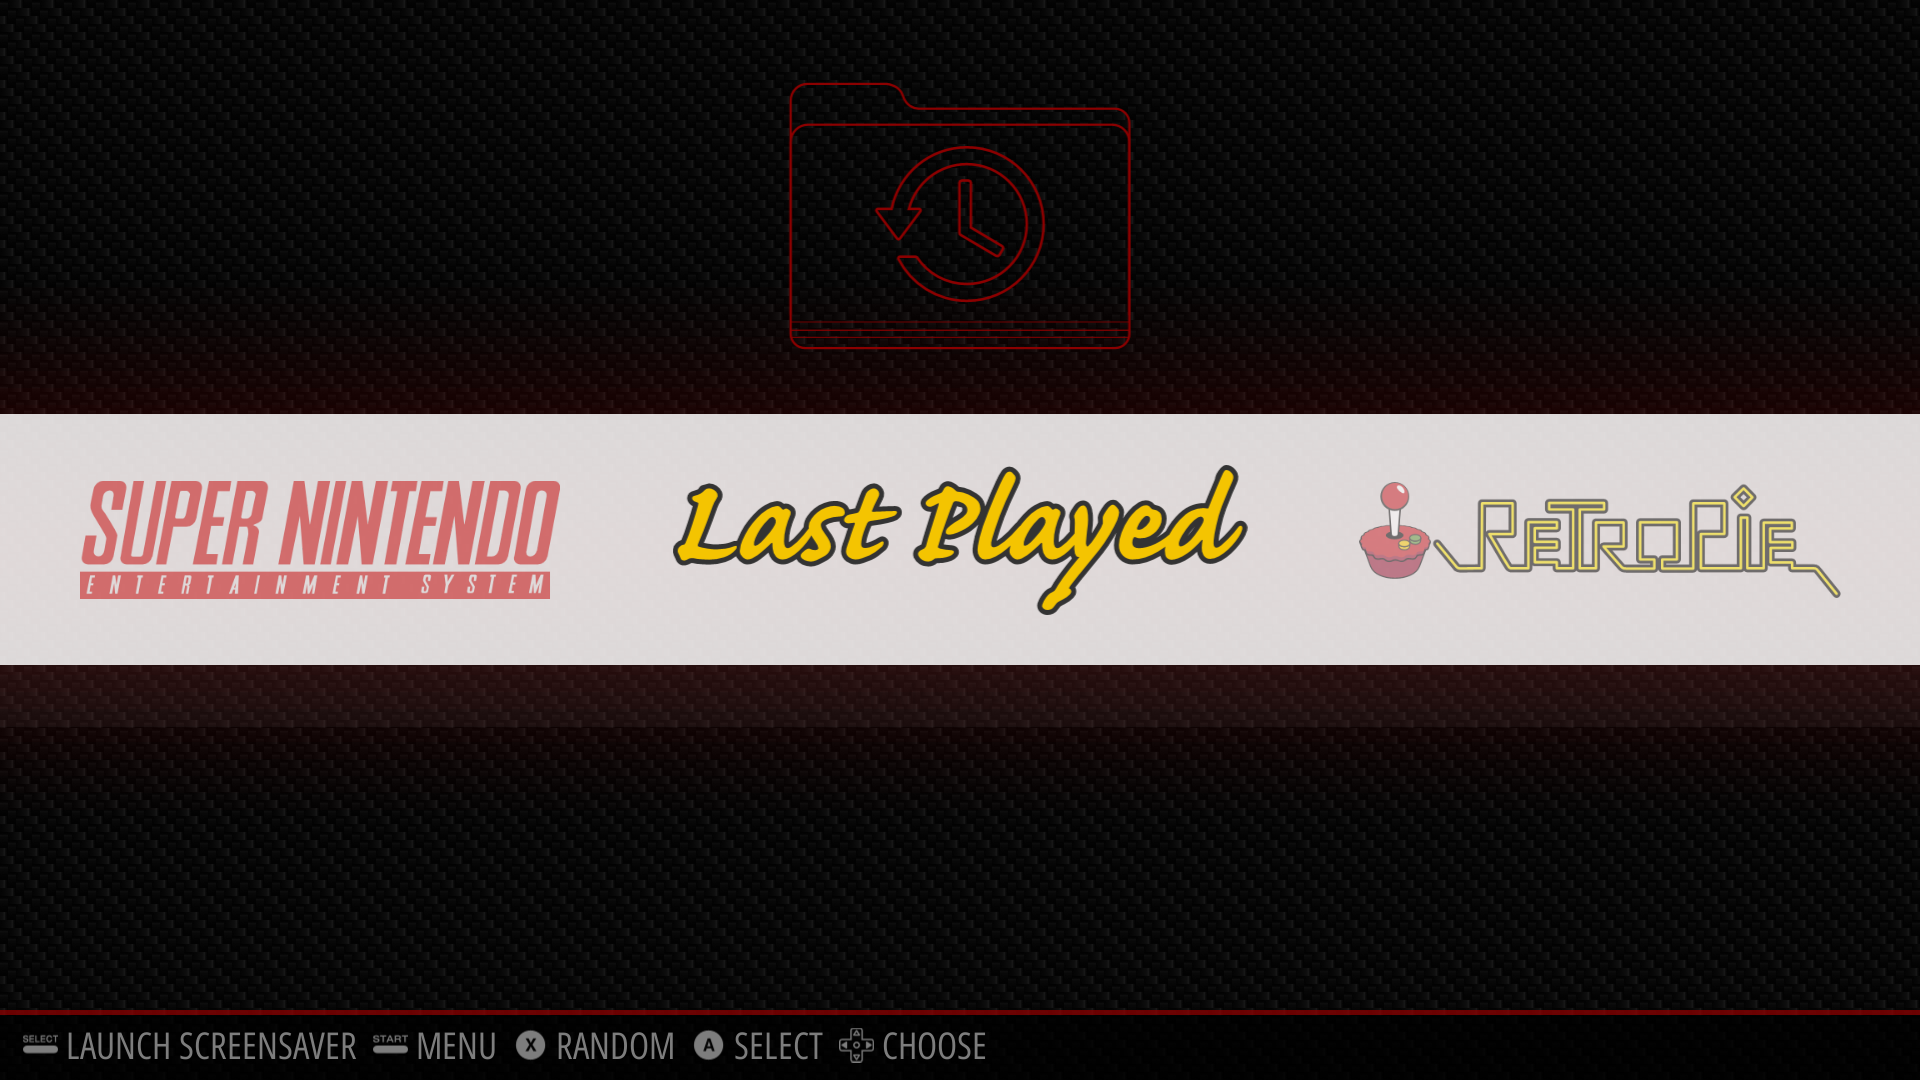 SUPER NINTENDO
ENTERTAINMENT SYSTEM
Last Played
RETROPIE
SELECT LAUNCH SCREENSAVER START MENU X RANDOM A SELECT CHOOSE